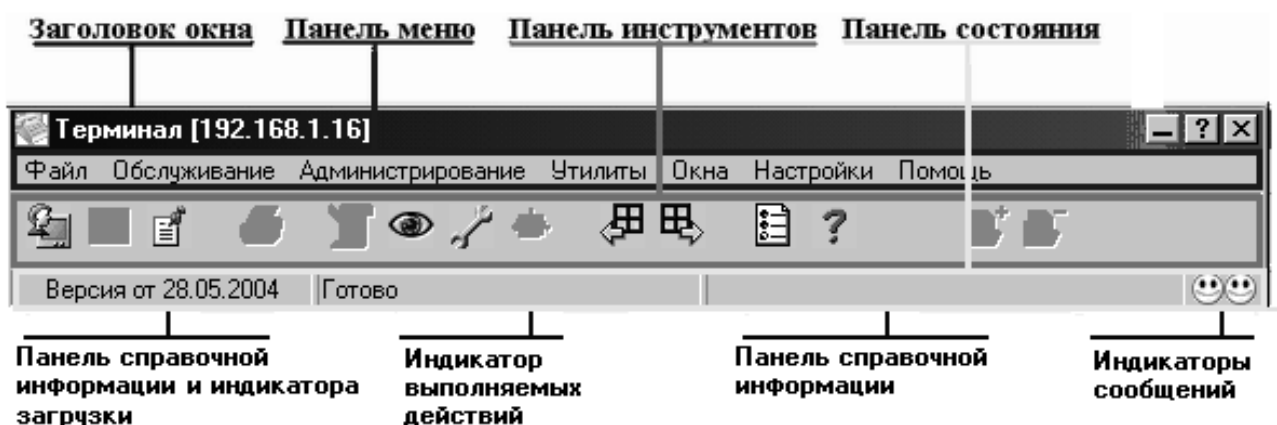 Заголовок окна Панель меню Панель инструментов Панель состояния
Терминал [192.168.1.16]
Файл Обслуживание Администрирование Утилиты Окна Настройки Помощь
Версия от 28.05.2004 Готово
Панель справочной информации и индикатора загрузки
Индикатор выполняемых действий
Панель справочной информации
Индикаторы сообщений